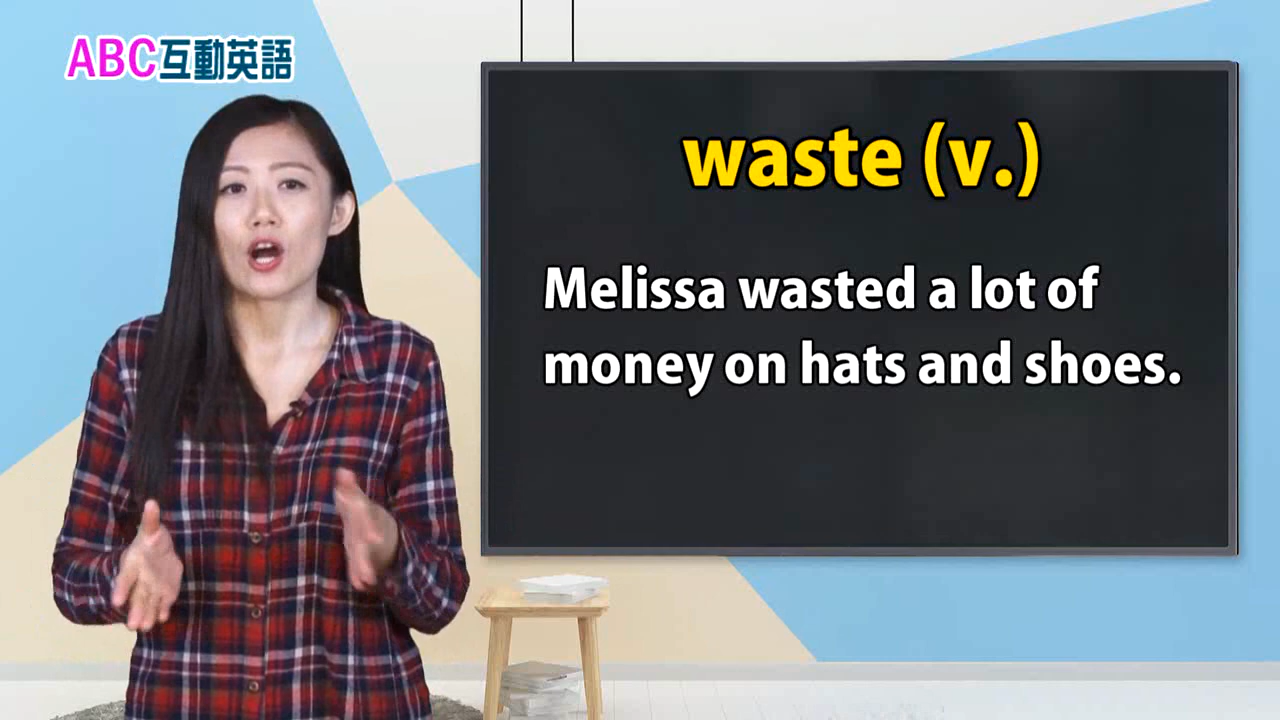 ABC互動英語
waste (v.)
Melissa wasted a lot of
money on hats and shoes.